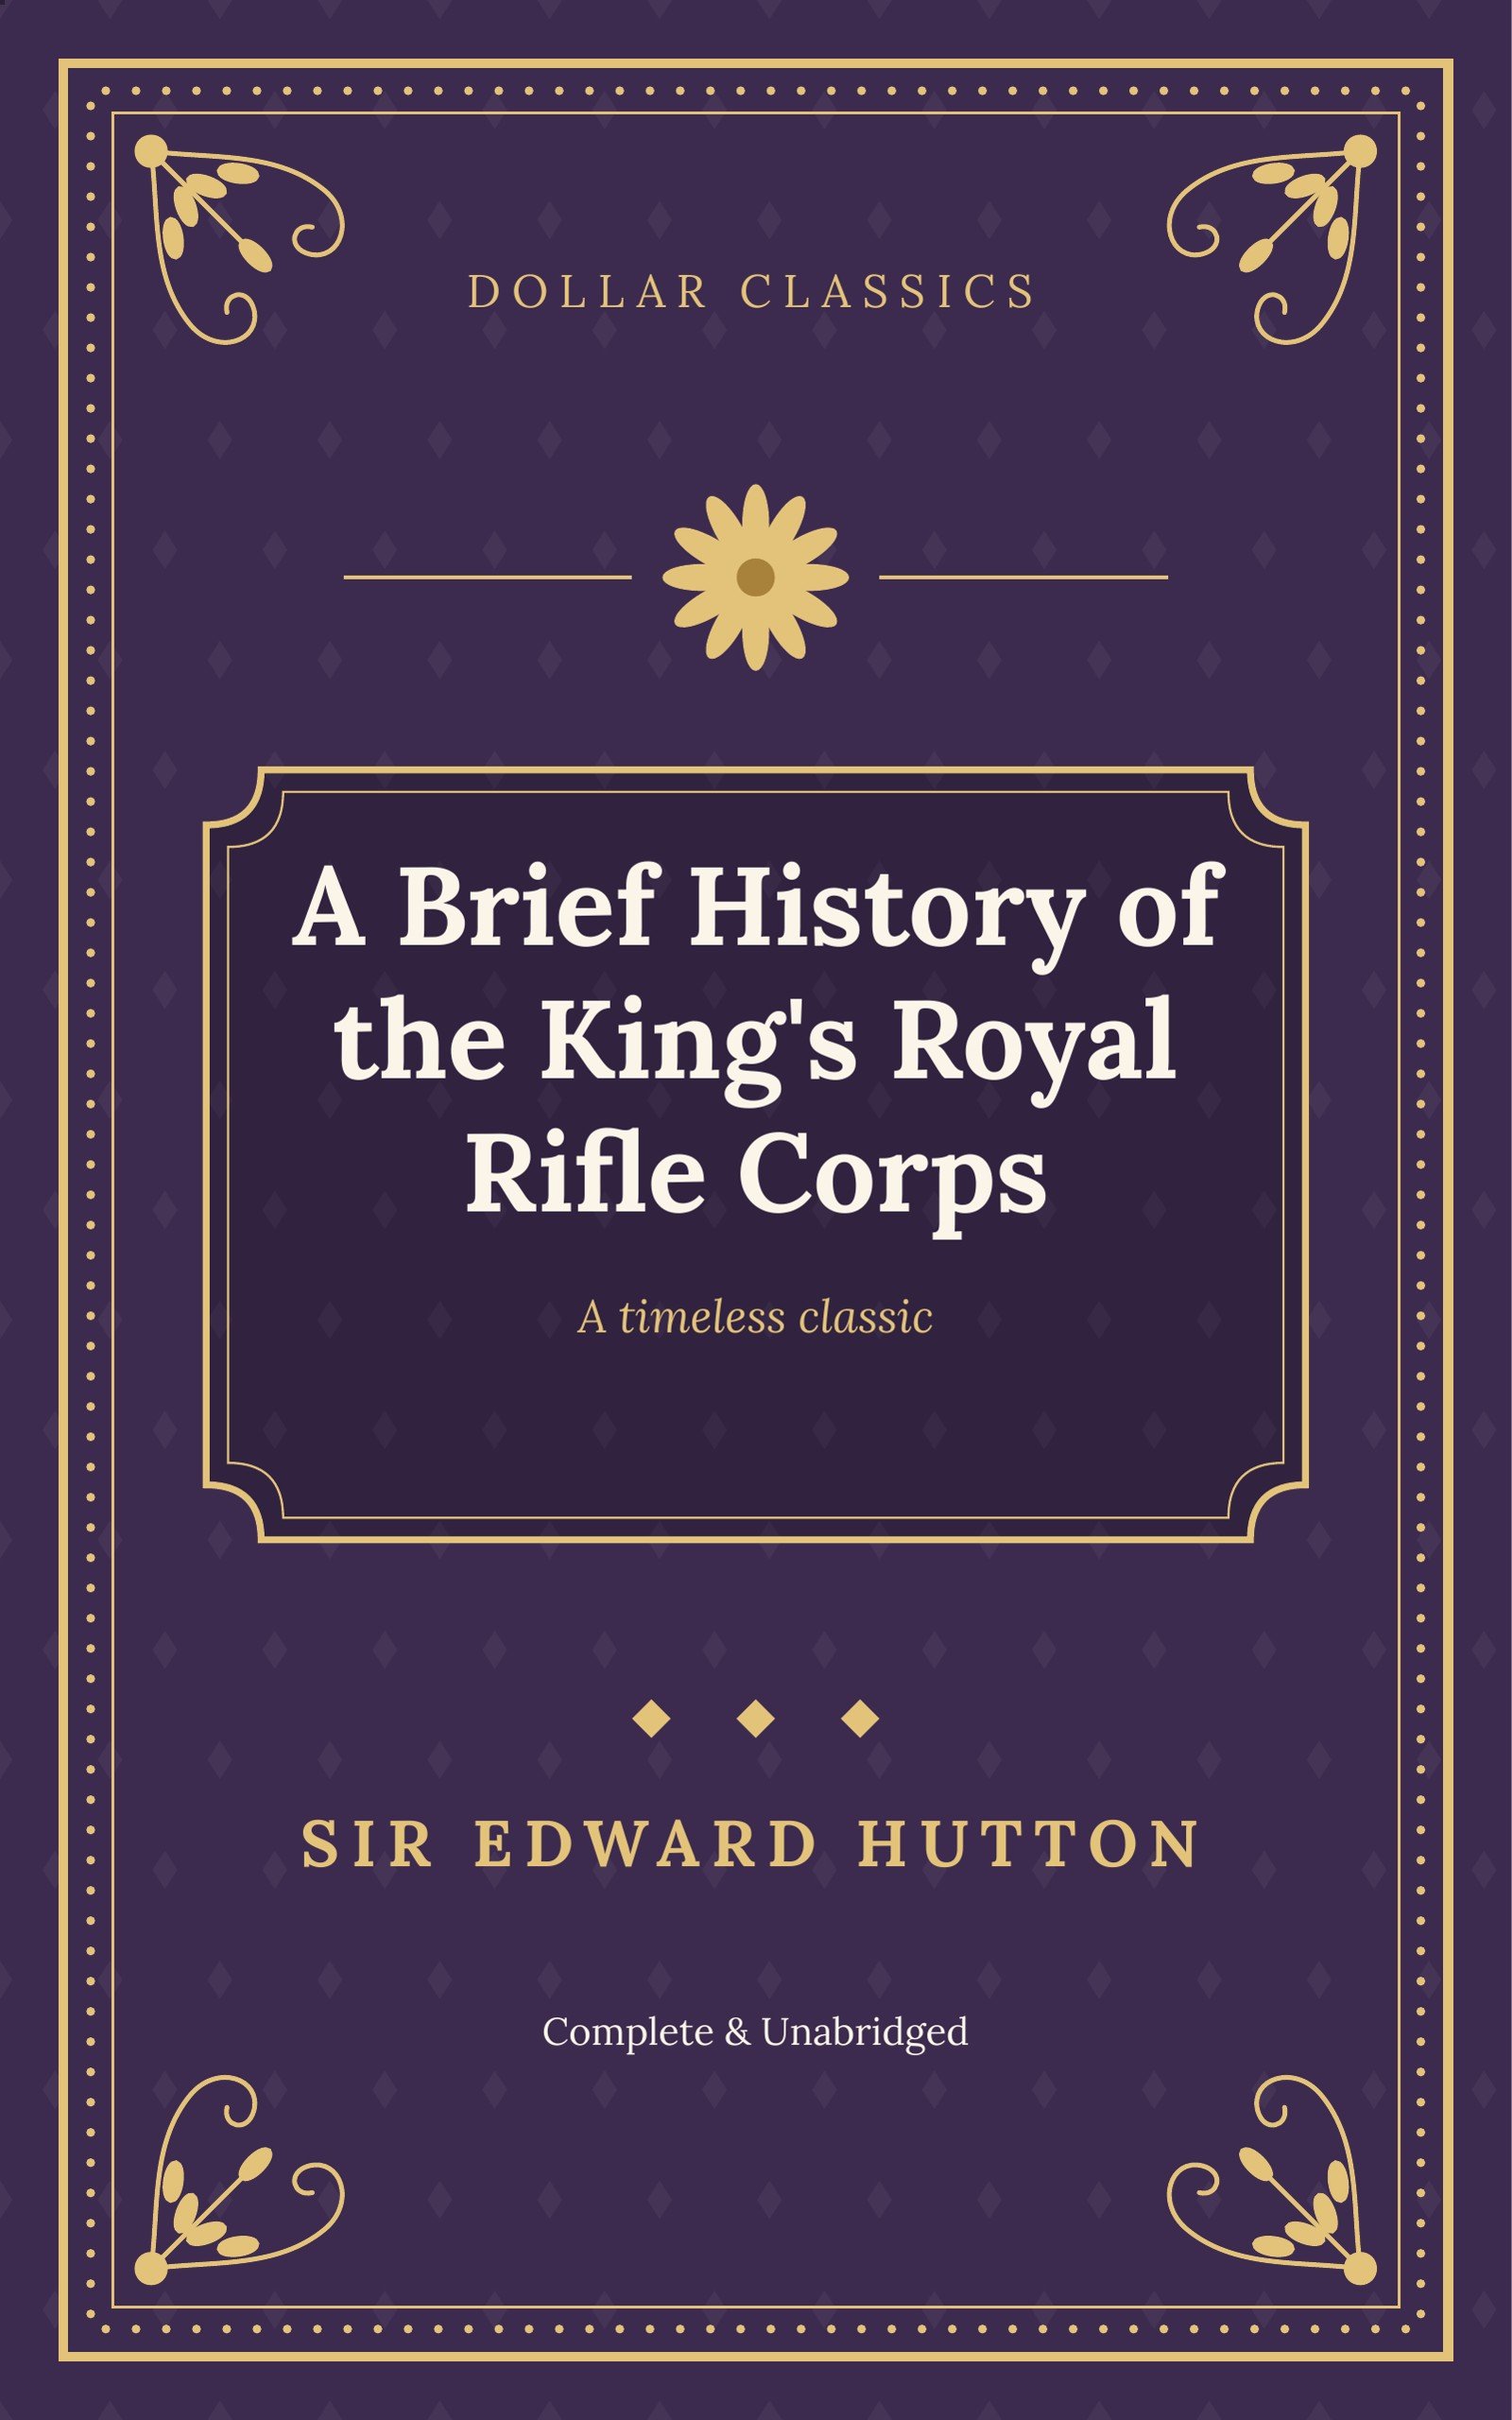 DOLLAR CLASSICS
A Brief History of
the King's Royal
Rifle Corps
A timeless classic
SIR EDWARD HUTTON
Complete & Unabridged